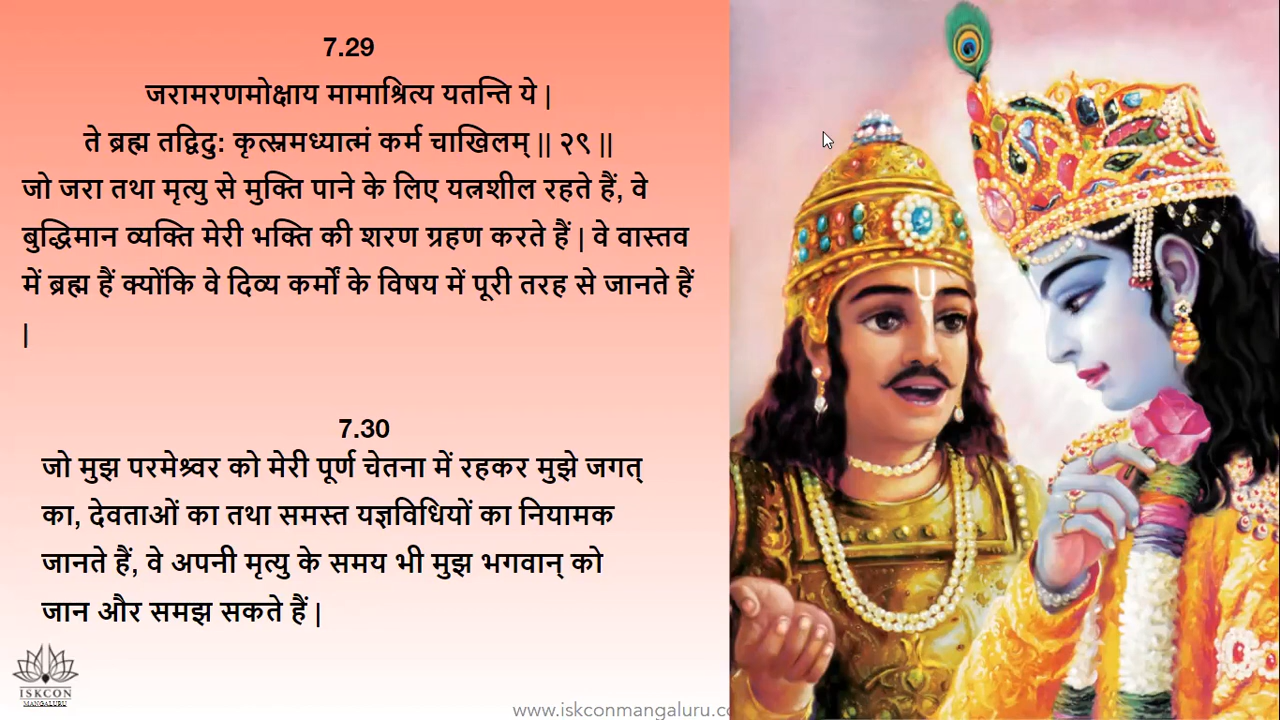 7.29
जरामरणमोक्षाय मामाश्रित्य यतन्ति ये |
ते ब्रह्म तद्विदु: कृत्स्नमध्यात्मं कर्म चाखिलम् || २९ ||
जो जरा तथा मृत्यु से मुक्ति पाने के लिए यत्नशील रहते हैं, वे
बुद्धिमान व्यक्ति मेरी भक्ति की शरण ग्रहण करते हैं | वे वास्तव
में ब्रह्म हैं क्योंकि वे दिव्य कर्मों के विषय में पूरी तरह से जानते हैं
|
7.30
जो मुझ परमेश्र्वर को मेरी पूर्ण चेतना में रहकर मुझे जगत्
का, देवताओं का तथा समस्त यज्ञविधियों का नियामक
जानते हैं, वे अपनी मृत्यु के समय भी मुझ भगवान् को
जान और समझ सकते हैं |
ISKCON
MANGALURU
www.iskconmangaluru.co